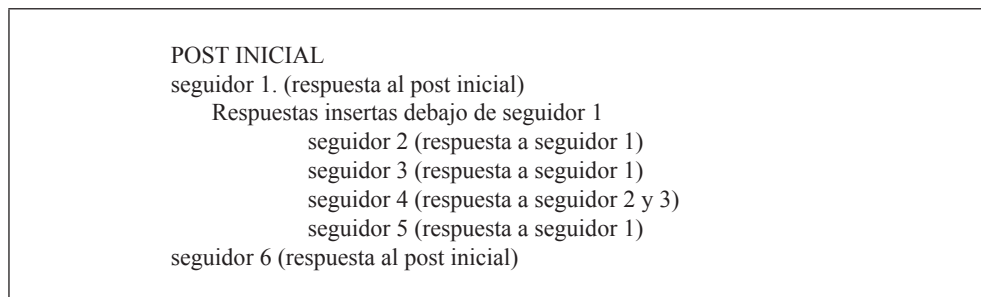 POST INICIAL
seguidor 1. (respuesta al post inicial)
Respuestas insertas debajo de seguidor 1
seguidor 2 (respuesta a seguidor 1)
seguidor 3 (respuesta a seguidor 1)
seguidor 4 (respuesta a seguidor 2 y 3)
seguidor 5 (respuesta a seguidor 1)
seguidor 6 (respuesta al post inicial)